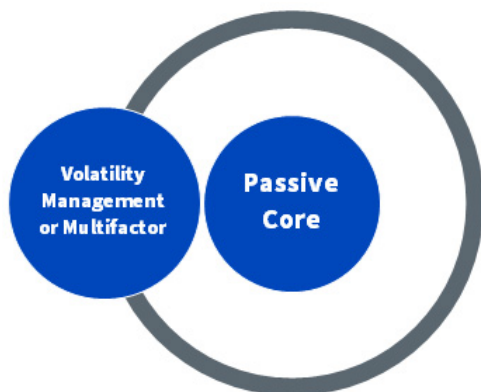 Volatility
Management
or Multifactor
Passive
Core